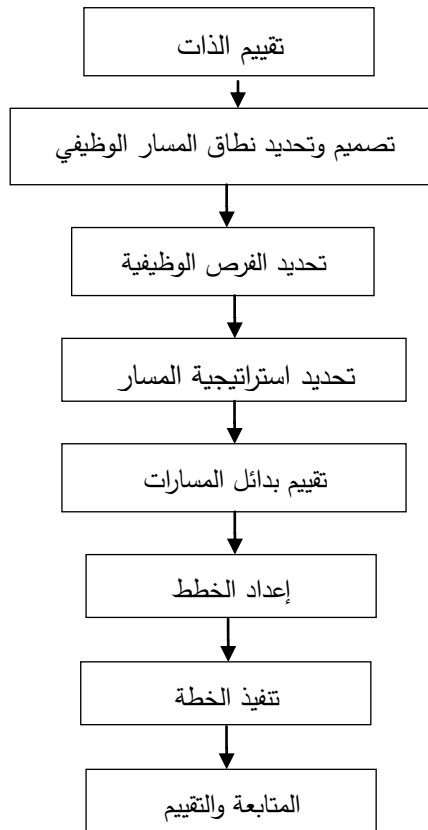 تقييم الذات
تصميم وتحديد نطاق المسار الوظيفي
تحديد الفرص الوظيفية
تحديد استراتيجية المسار
تقييم بدائل المسارات
إعداد الخطط
تنفيذ الخطة
المتابعة والتقييم